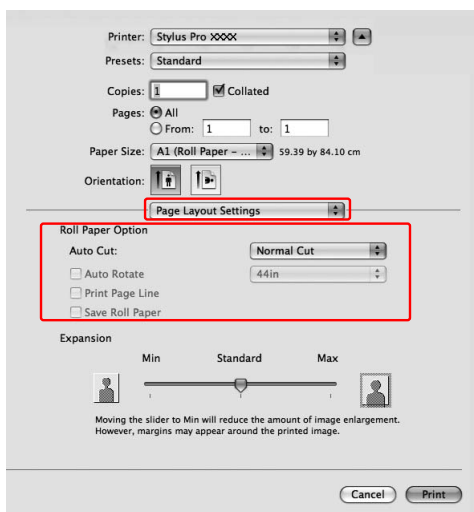 Printer: Stylus Pro XXXX
Presets: Standard
Copies: 1 Collated
Pages: All
From: 1 to: 1
Paper Size: A1 (Roll Paper – ... 59.39 by 84.10 cm
Orientation:
Page Layout Settings
Roll Paper Option
Auto Cut: Normal Cut
Auto Rotate 44in
Print Page Line
Save Roll Paper
Expansion
Min Standard Max
Moving the slider to Min will reduce the amount of image enlargement.
However, margins may appear around the printed image.
Cancel Print